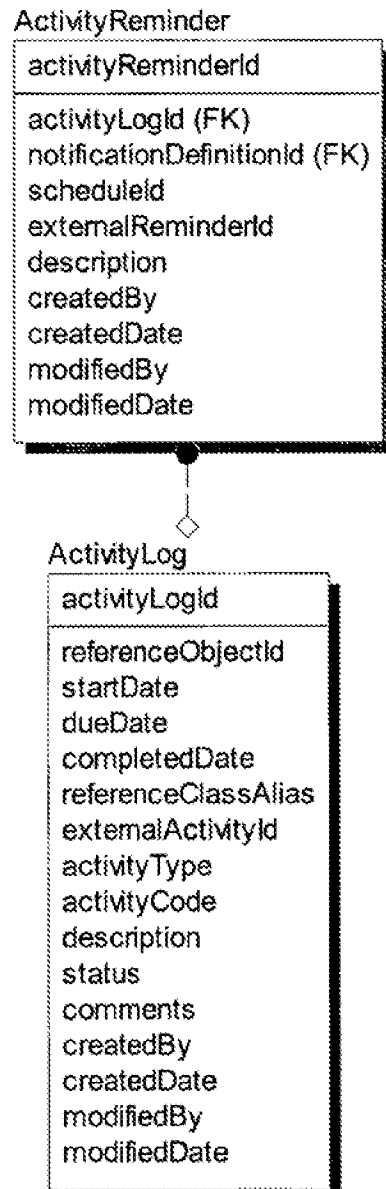 ActivityReminder
activityReminderId
activityLogId (FK)
notificationDefinitionId (FK)
scheduleId
externalReminderId
description
createdBy
createdDate
modifiedBy
modifiedDate
ActivityLog
activityLogId
referenceObjectId
startDate
dueDate
completedDate
referenceClassAlias
externalActivityId
activityType
activityCode
description
status
comments
createdBy
createdDate
modifiedBy
modifiedDate